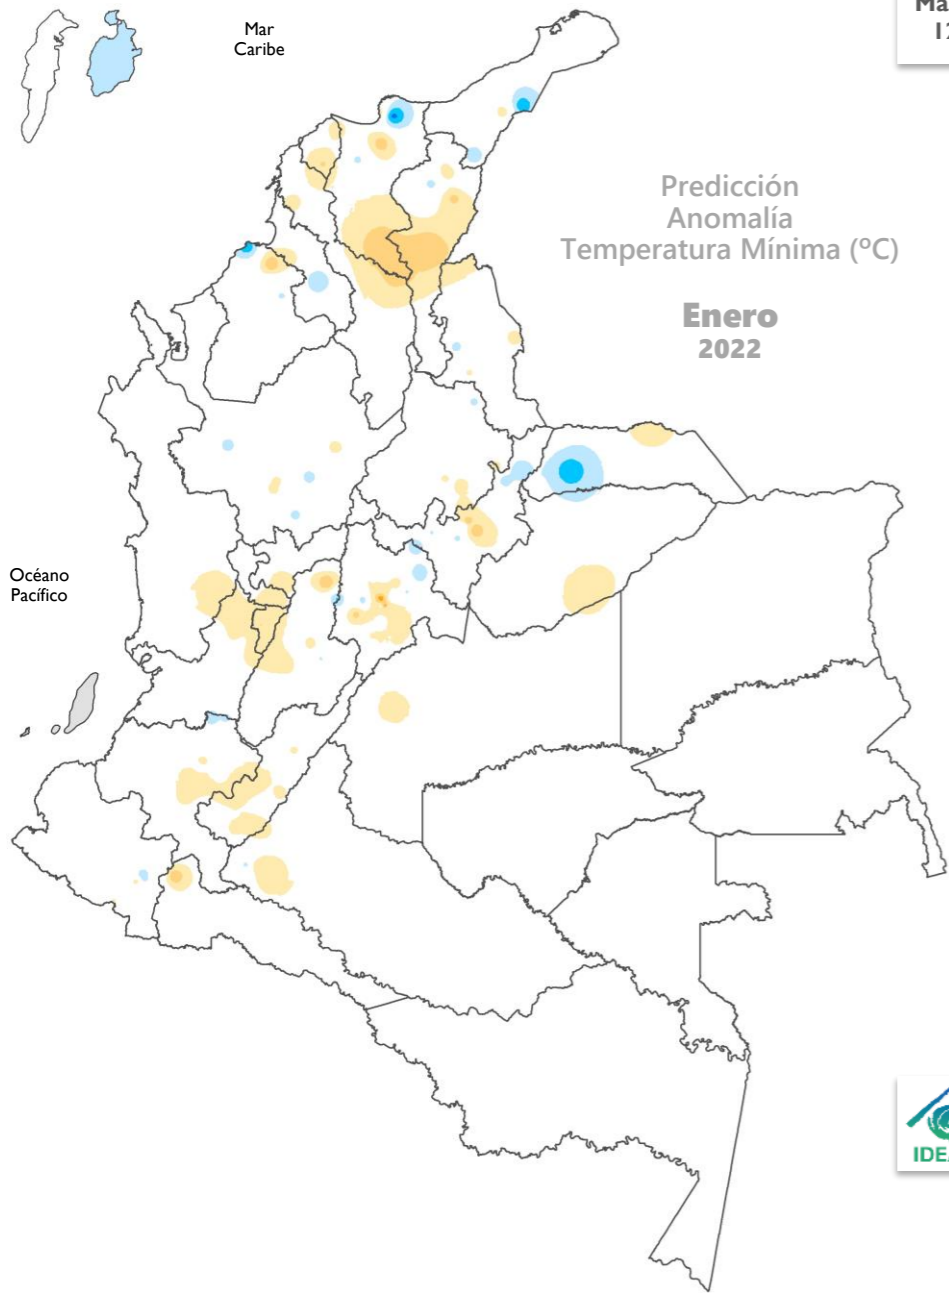 Mar
Caribe
Predicción
Anomalía
Temperatura Mínima (ºC)
Enero
2022
Océano
Pacífico